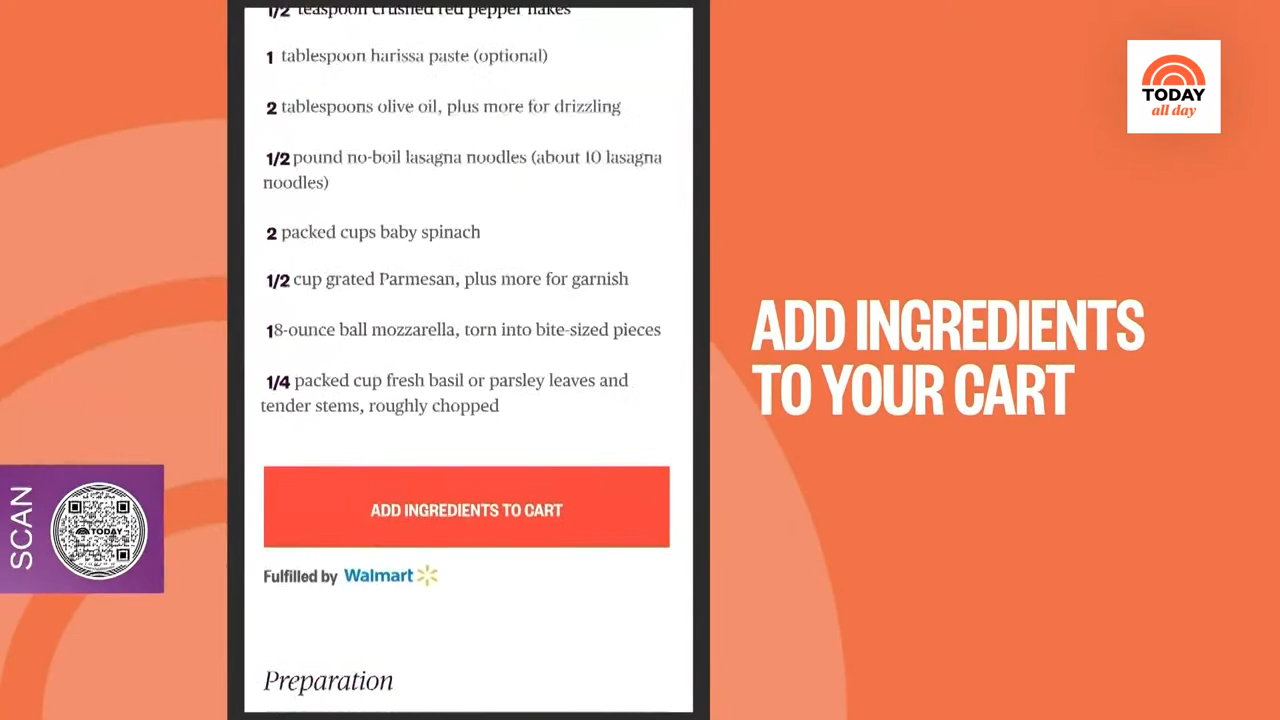 1/2 teaspoon crushed red pepper flakes
1 tablespoon harissa paste (optional)
2 tablespoons olive oil, plus more for drizzling
1/2 pound no-boil lasagna noodles (about 10 lasagna
noodles)
2 packed cups baby spinach
1/2 cup grated Parmesan, plus more for garnish
1 8-ounce ball mozzarella, torn into bite-sized pieces
1/4 packed cup fresh basil or parsley leaves and
tender stems, roughly chopped
ADD INGREDIENTS TO CART
Fulfilled by Walmart
Preparation
ADD INGREDIENTS
TO YOUR CART
TODAY
all day
SCAN
TODAY